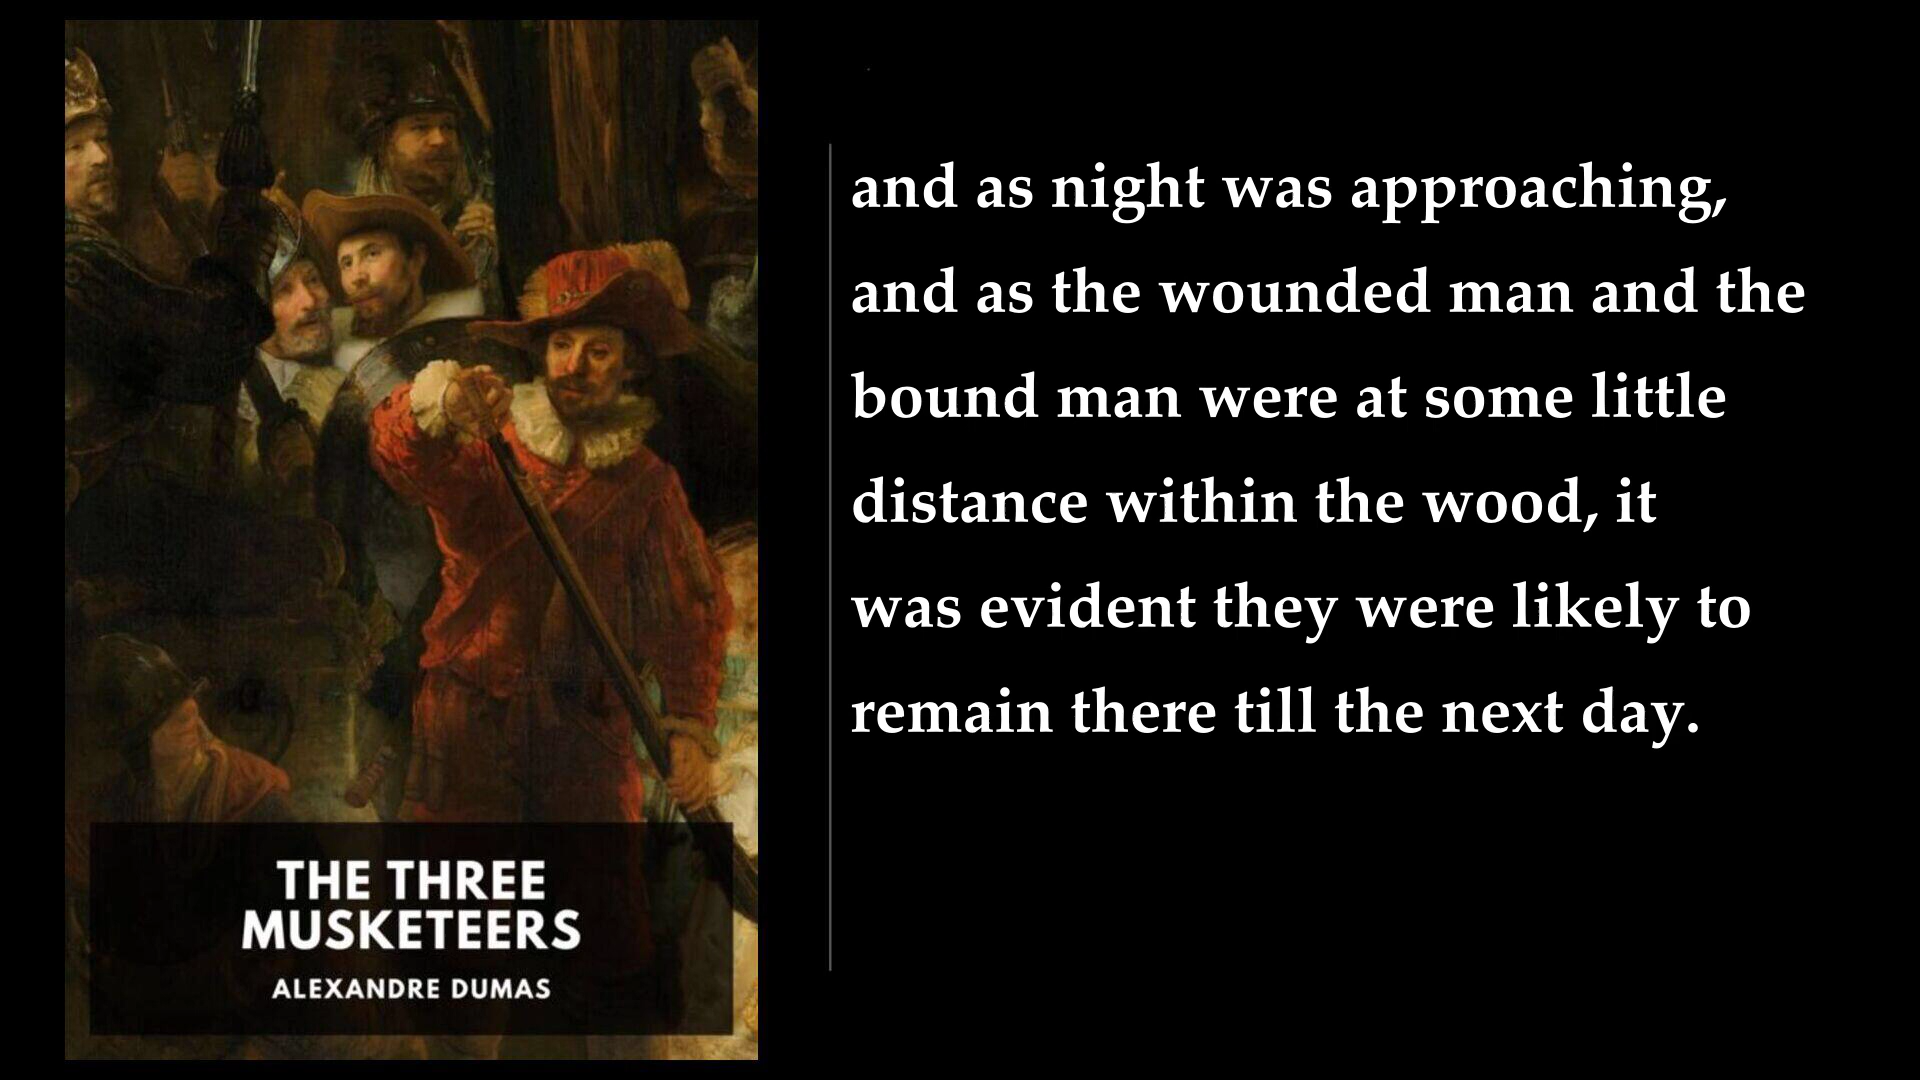 and as night was approaching,
and as the wounded man and the
bound man were at some little
distance within the wood, it
was evident they were likely to
remain there till the next day.
THE THREE
MUSKETEERS
ALEXANDRE DUMAS